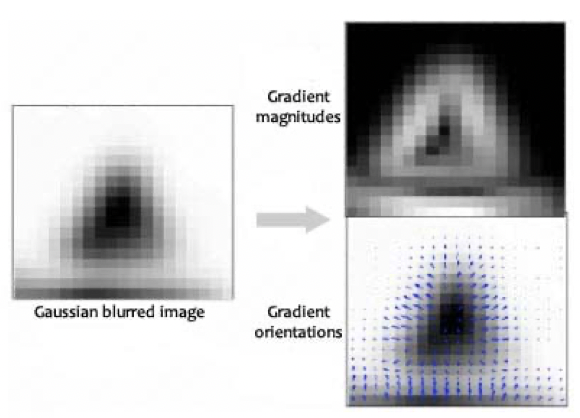 Gradient
magnitudes
Gaussian blurred image
Gradient
orientations